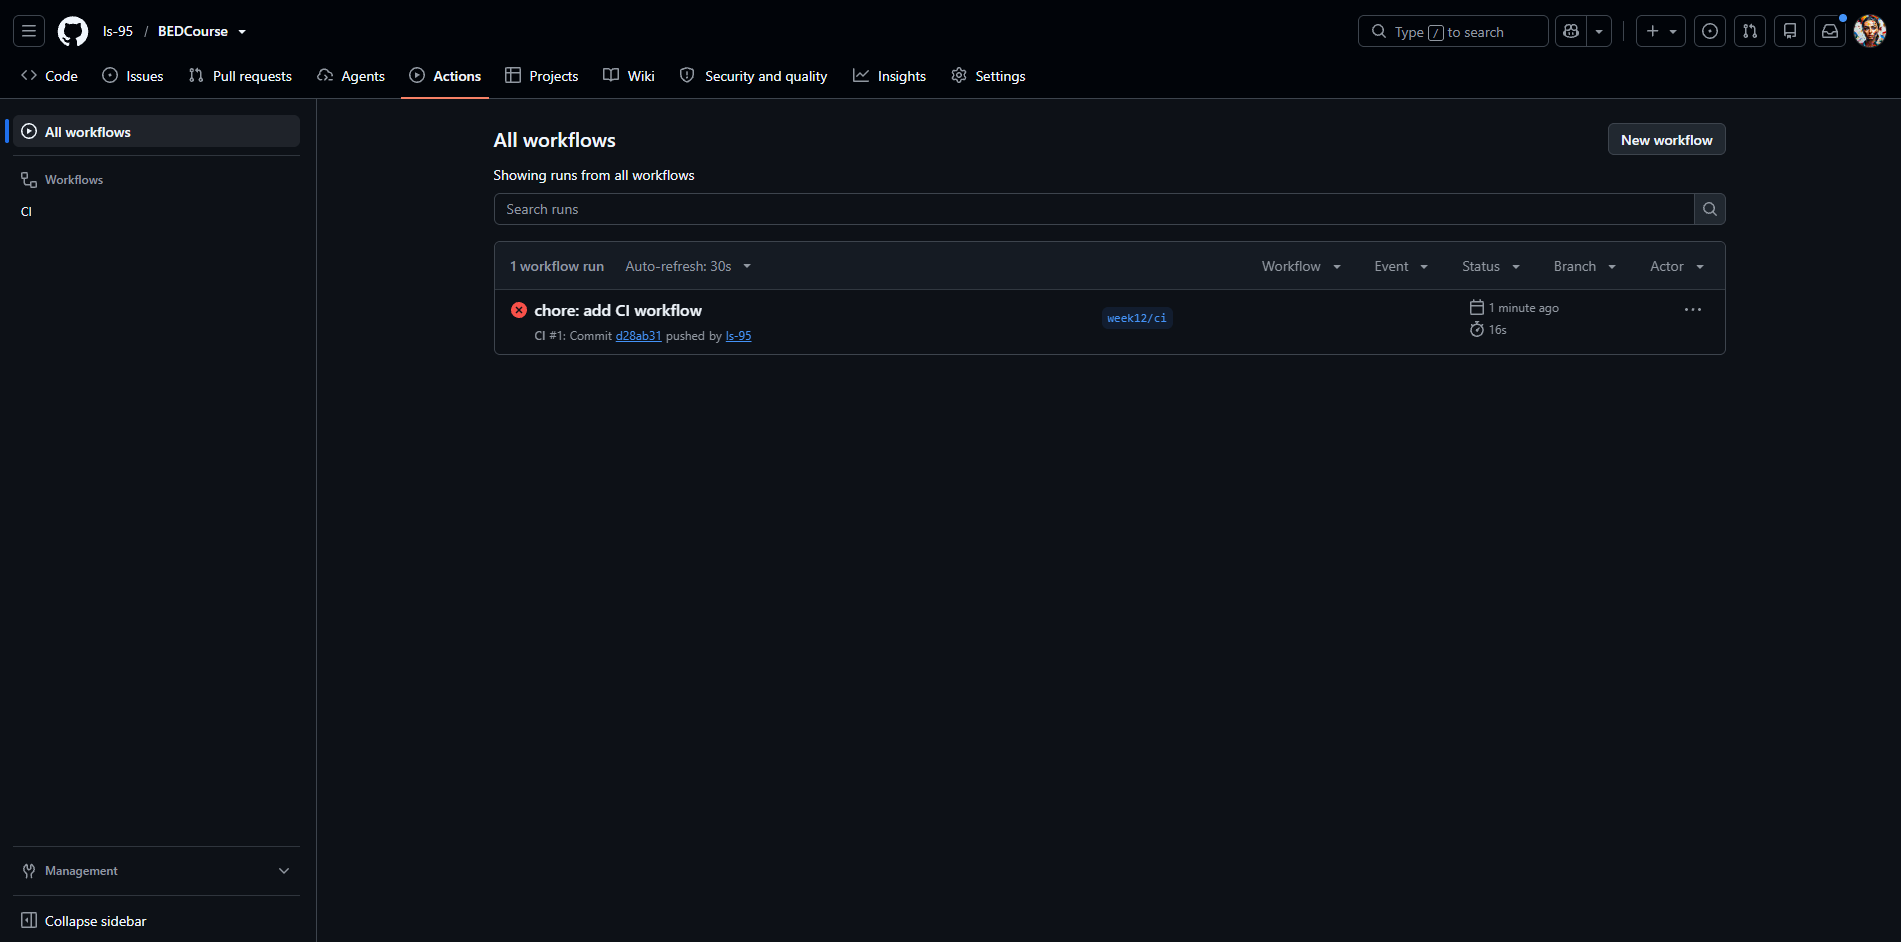 ls-95 / BEDCourse
Type / to search
Code
Issues
Pull requests
Agents
Actions
Projects
Wiki
Security and quality
Insights
Settings
All workflows
Workflows
CI
Management
Collapse sidebar
All workflows
New workflow
Showing runs from all workflows
Search runs
1 workflow run
Auto-refresh: 30s
Workflow
Event
Status
Branch
Actor
chore: add CI workflow
CI #1: Commit d28ab31 pushed by ls-95
week12/ci
1 minute ago
16s